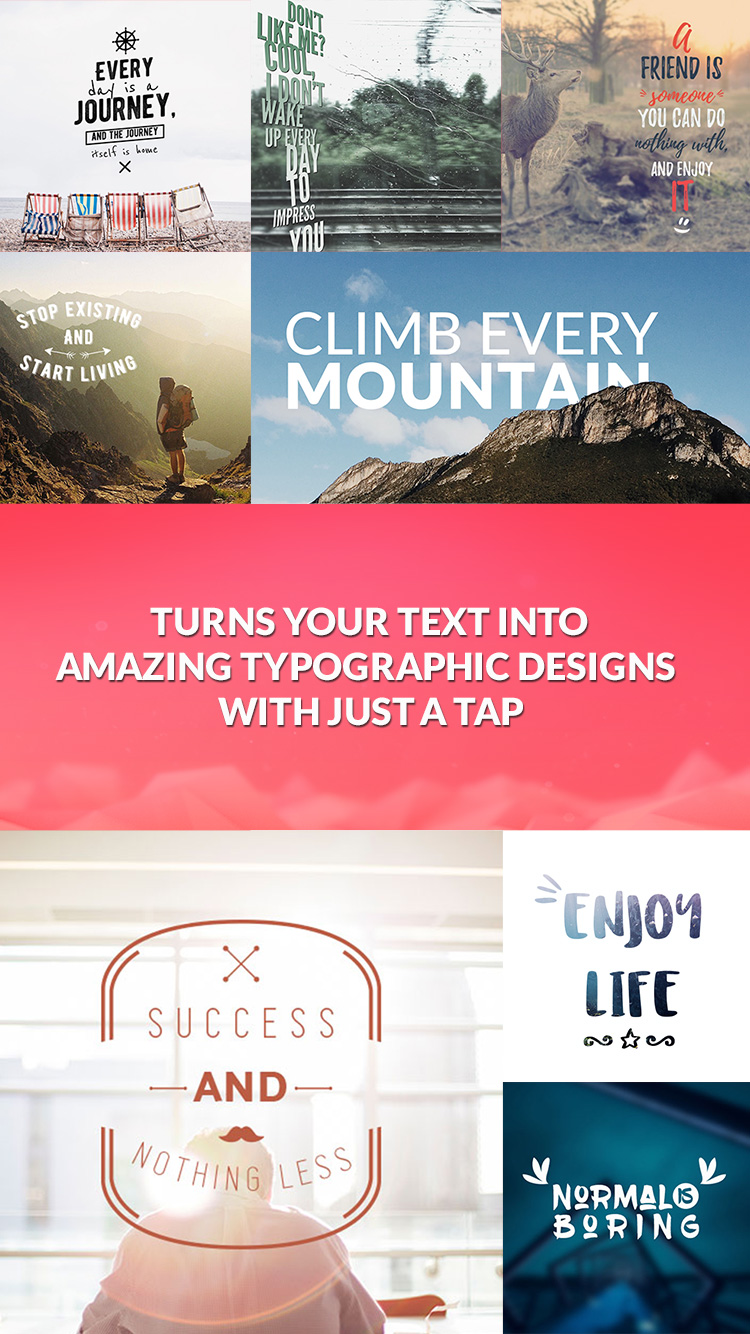 EVERY
day is a
JOURNEY,
AND THE JOURNEY
itself is home
DON'T
LIKE ME?
COOL,
I DON'T
WAKE
UP EVERY
DAY
TO
IMPRESS
YOU
A
FRIEND IS
someone
YOU CAN DO
nothing with,
AND ENJOY
IT
STOP EXISTING
AND
START LIVING
CLIMB EVERY
MOUNTAIN
TURNS YOUR TEXT INTO
AMAZING TYPOGRAPHIC DESIGNS
WITH JUST A TAP
SUCCESS
AND
NOTHING LESS
ENJOY
LIFE
NORMAL IS
BORING